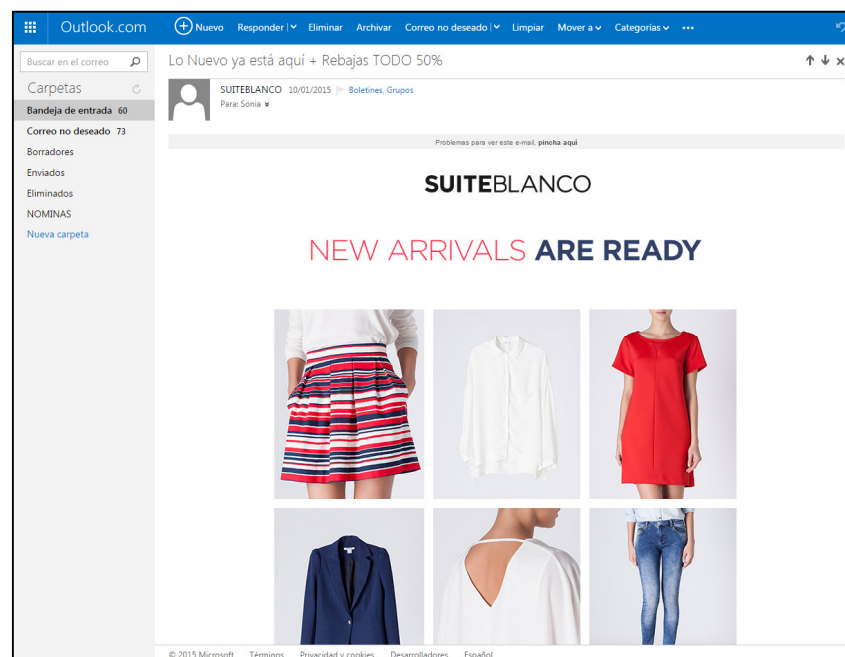 Outlook.com
Nuevo Responder Eliminar Archivar Correo no deseado Limpiar Mover a Categorías •••
Buscar en el correo
Carpetas
Bandeja de entrada 60
Correo no deseado 73
Borradores
Enviados
Eliminados
NOMINAS
Nueva carpeta
Lo Nuevo ya está aquí + Rebajas TODO 50%
SUITEBLANCO 10/01/2015 Boletines, Grupos
Para: Sonia
Problemas para ver este e-mail, pincha aquí
SUITEBLANCO
NEW ARRIVALS ARE READY
© 2015 Microsoft Términos Privacidad y cookies Desarrolladores Español